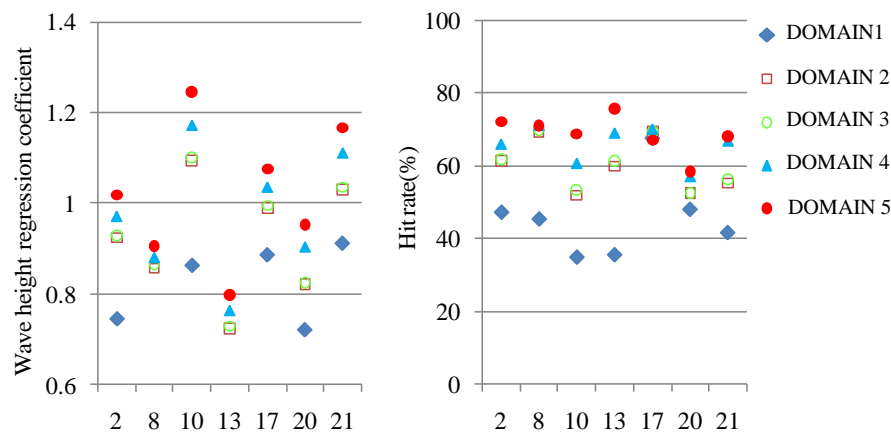 Wave height regression coefficient
1.4
1.2
1
0.8
0.6
2 8 10 13 17 20 21
Hit rate(%)
100
80
60
40
20
0
2 8 10 13 17 20 21
DOMAIN1
DOMAIN 2
DOMAIN 3
DOMAIN 4
DOMAIN 5